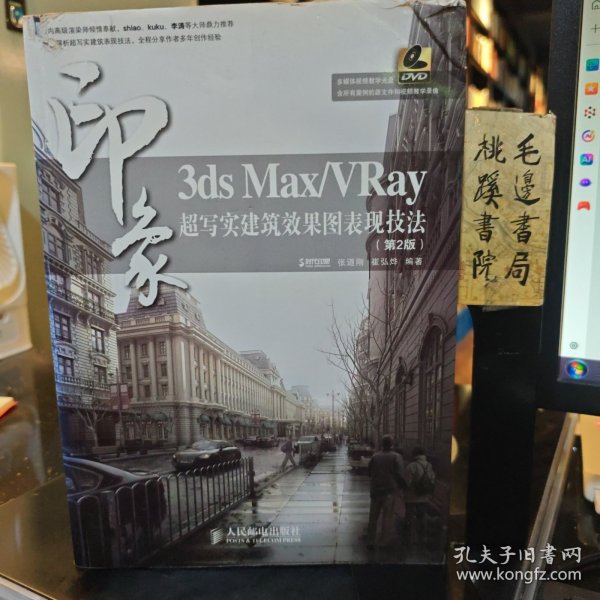 向高级渲染师倾情奉献,shiao、kuku、李涛等大师鼎力推荐
解析超写实建筑表现技法,全程分享作者多年创作经验
多媒体视频教学光盘
DVD
含所有案例的源文件和视频教学录像
印象
3ds Max/VRay
超写实建筑效果图表现技法
(第2版)
时代印象
张道刚 崔弘烨 编著
人民邮电出版社
POSTS & TELECOM PRESS
毛邊書局
桃蹊書院
孔夫子旧书网
www.kongfz.com